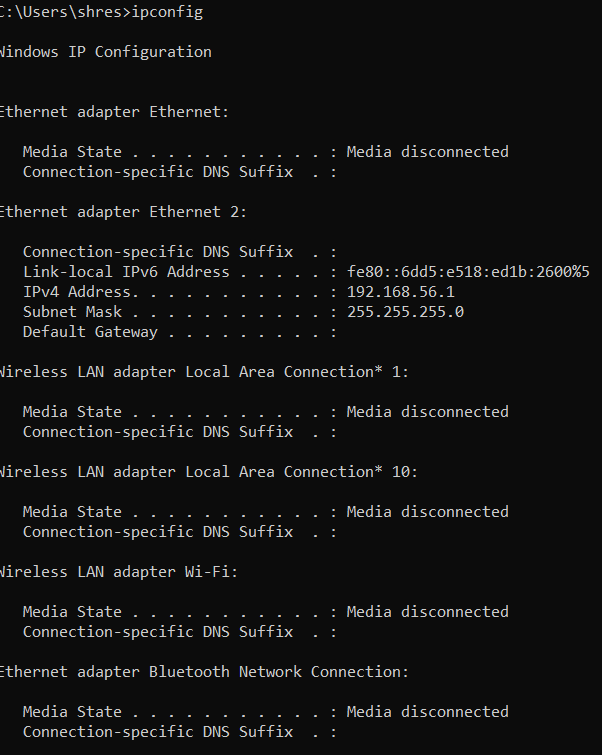 C:\Users\shres>ipconfig
Windows IP Configuration
Ethernet adapter Ethernet:
Media State . . . . . . . . . . . : Media disconnected
Connection-specific DNS Suffix  . :
Ethernet adapter Ethernet 2:
Connection-specific DNS Suffix  . :
Link-local IPv6 Address . . . . . : fe80::6dd5:e518:ed1b:2600%5
IPv4 Address. . . . . . . . . . . : 192.168.56.1
Subnet Mask . . . . . . . . . . . : 255.255.255.0
Default Gateway . . . . . . . . . :
Wireless LAN adapter Local Area Connection* 1:
Media State . . . . . . . . . . . : Media disconnected
Connection-specific DNS Suffix  . :
Wireless LAN adapter Local Area Connection* 10:
Media State . . . . . . . . . . . : Media disconnected
Connection-specific DNS Suffix  . :
Wireless LAN adapter Wi-Fi:
Media State . . . . . . . . . . . : Media disconnected
Connection-specific DNS Suffix  . :
Ethernet adapter Bluetooth Network Connection:
Media State . . . . . . . . . . . : Media disconnected
Connection-specific DNS Suffix  . :